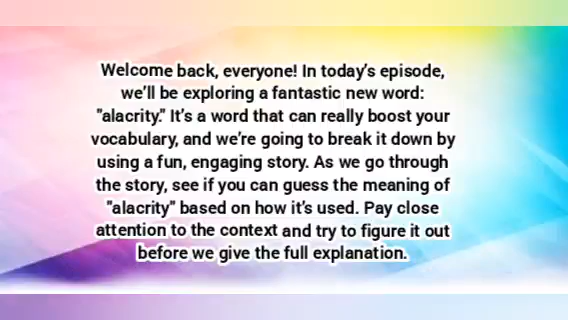 Welcome back, everyone! In today's episode,
we'll be exploring a fantastic new word:
"alacrity." It's a word that can really boost your
vocabulary, and we're going to break it down by
using a fun, engaging story. As we go through
the story, see if you can guess the meaning of
"alacrity" based on how it's used. Pay close
attention to the context and try to figure it out
before we give the full explanation.